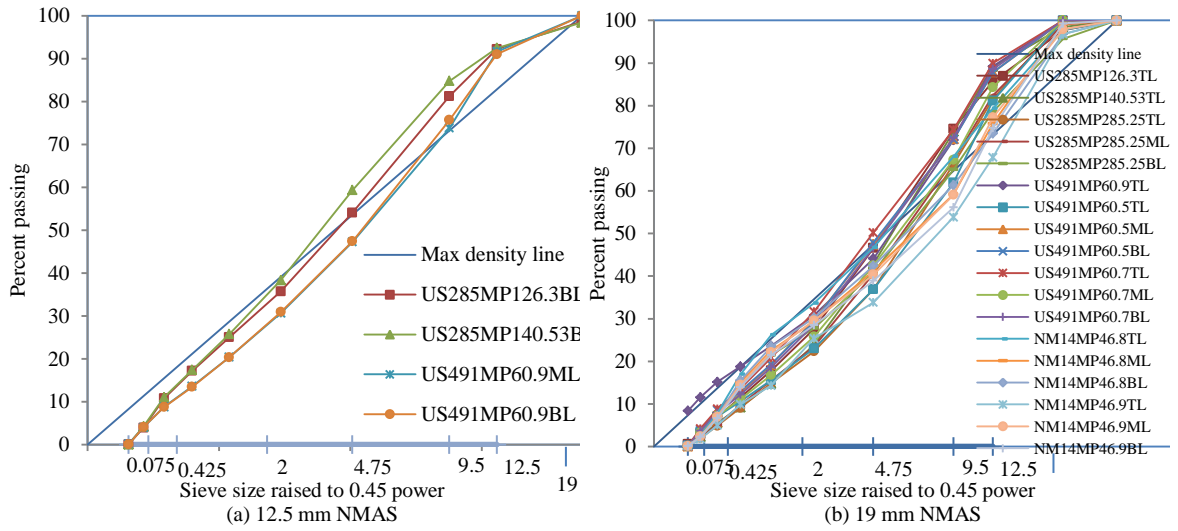 100
90
80
70
60
50
40
30
20
10
0
Percent passing
Max density line
US285MP126.3BL
US285MP140.53B
US491MP60.9ML
US491MP60.9BL
0.075
0.425
2
4.75
9.5
12.5
19
Sieve size raised to 0.45 power
(a) 12.5 mm NMAS
100
90
80
70
60
50
40
30
20
10
0
Percent passing
Max density line
US285MP126.3TL
US285MP140.53TL
US285MP285.25TL
US285MP285.25ML
US285MP285.25BL
US491MP60.9TL
US491MP60.5TL
US491MP60.5ML
US491MP60.5BL
US491MP60.7TL
US491MP60.7ML
US491MP60.7BL
NM14MP46.8TL
NM14MP46.8ML
NM14MP46.8BL
NM14MP46.9TL
NM14MP46.9ML
NM14MP46.9BL
0.075
0.425
2
4.75
9.5
12.5
Sieve size raised to 0.45 power
(b) 19 mm NMAS